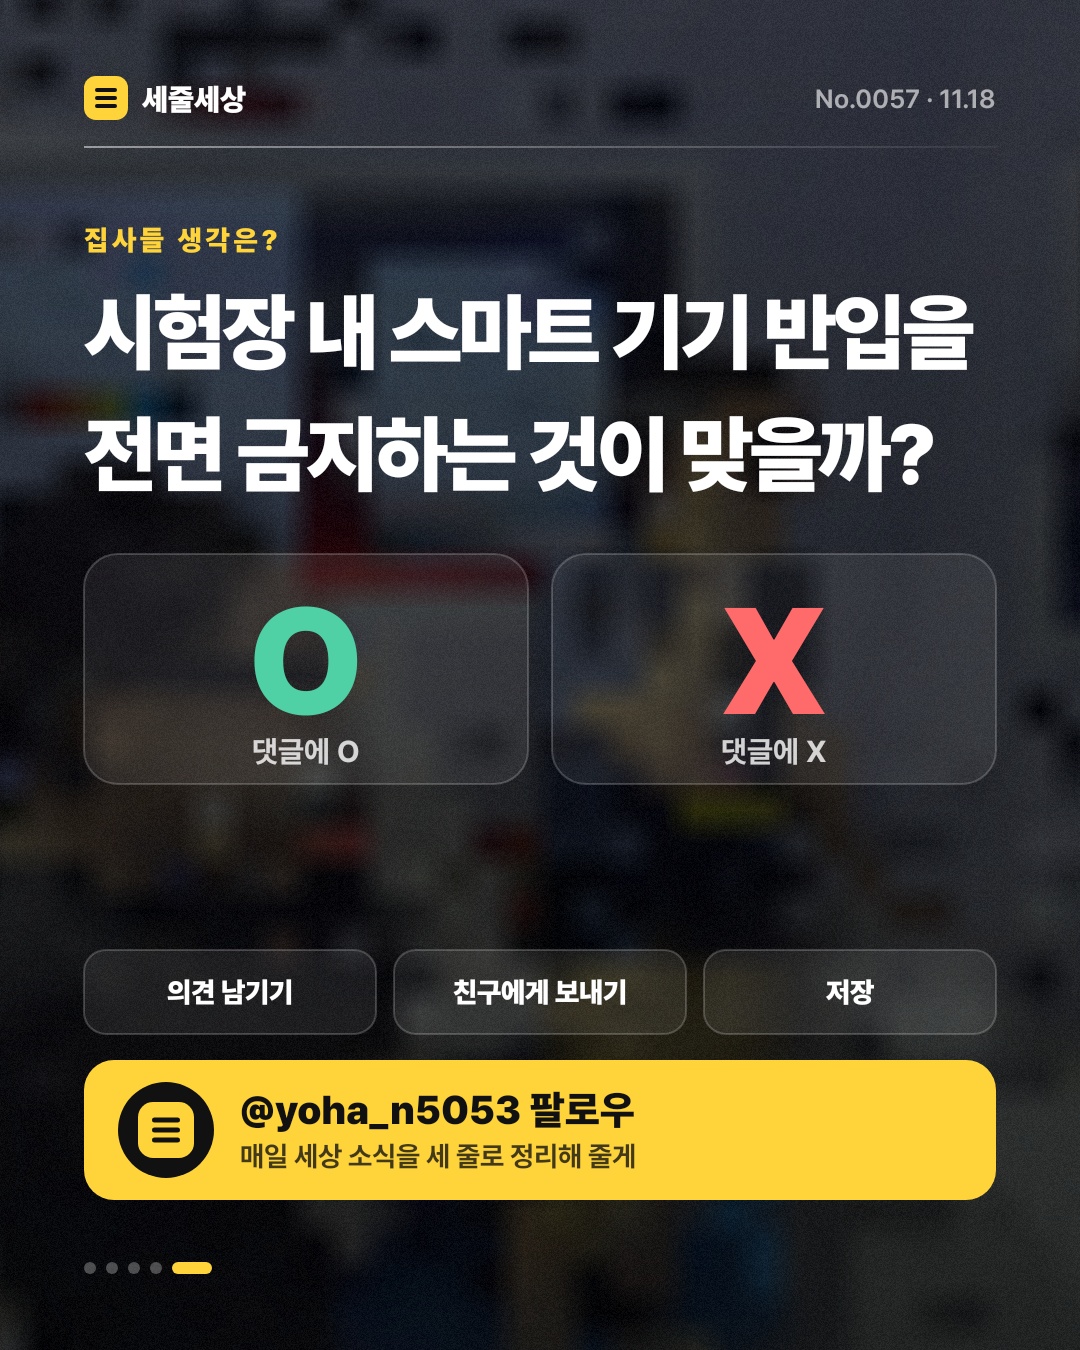 세줄세상
No.0057 · 11.18
집사들 생각은?
시험장 내 스마트 기기 반입을
전면 금지하는 것이 맞을까?
O
댓글에 O
X
댓글에 X
의견 남기기
친구에게 보내기
저장
@yoha_n5053 팔로우
매일 세상 소식을 세 줄로 정리해 줄게